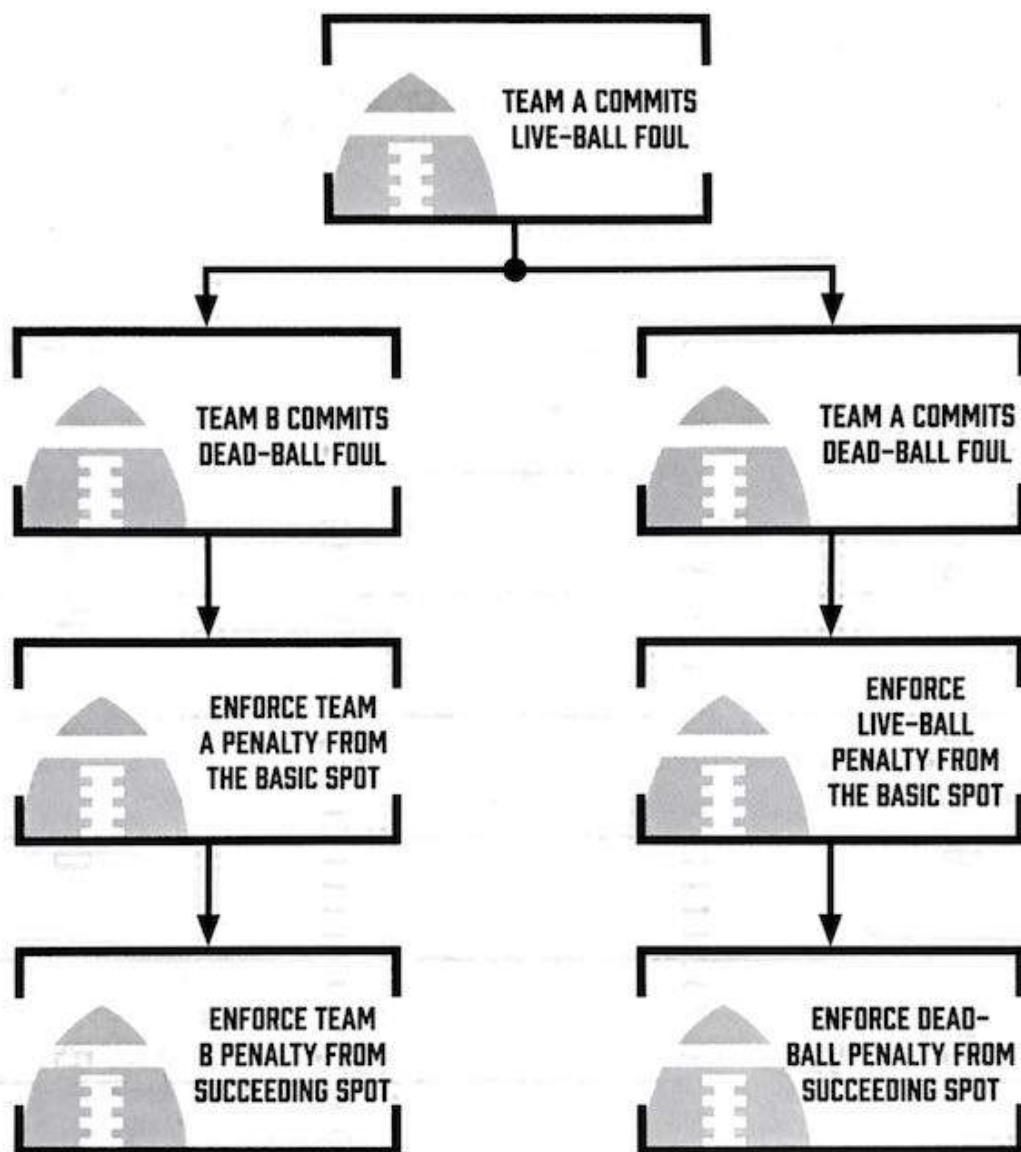 TEAM A COMMITS
LIVE-BALL FOUL
TEAM B COMMITS
DEAD-BALL FOUL
TEAM A COMMITS
DEAD-BALL FOUL
ENFORCE TEAM
A PENALTY FROM
THE BASIC SPOT
ENFORCE
LIVE-BALL
PENALTY FROM
THE BASIC SPOT
ENFORCE TEAM
B PENALTY FROM
SUCCEEDING SPOT
ENFORCE DEAD-
BALL PENALTY FROM
SUCCEEDING SPOT